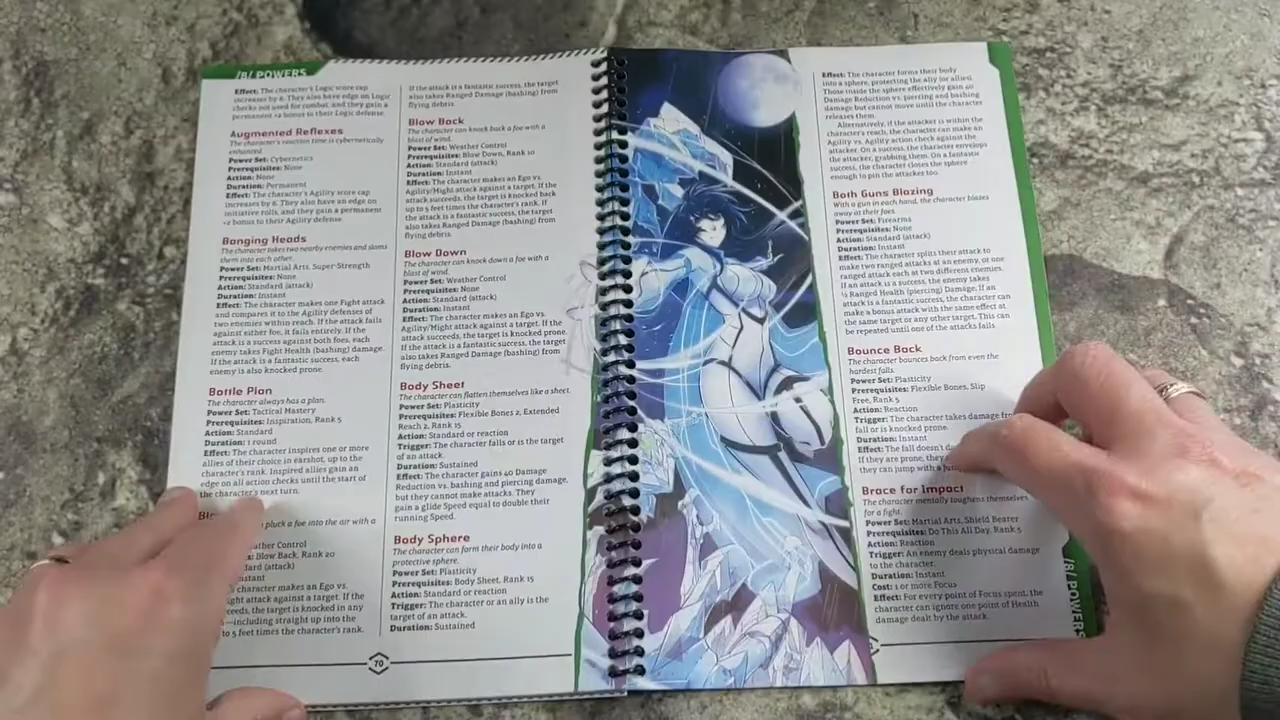 /8/ POWERS
Effect: The character's Logic score cap
increases by 6. They also have edge on Logic
checks not used for combat, and they gain a
permanent +2 bonus to their Logic defense.
Augmented Reflexes
The character's reaction time is cybernetically
enhanced.
Power Set: Cybernetics
Prerequisites: None
Action: None
Duration: Permanent
Effect: The character's Agility score cap
increases by 6. They also have an edge on
initiative rolls, and they gain a permanent
+2 bonus to their Agility defense.
Banging Heads
The character takes two nearby enemies and slams
them into each other.
Power Set: Martial Arts, Super-Strength
Prerequisites: None
Action: Standard (attack)
Duration: Instant
Effect: The character makes one Fight attack
and compares it to the Agility defenses of
two enemies within reach. If the attack fails
against either foe, it fails entirely. If the
attack is a success against both foes, each
enemy takes Fight Health (bashing) damage.
If the attack is a fantastic success, each
enemy is also knocked prone.
Battle Plan
The character always has a plan.
Power Set: Tactical Mastery
Prerequisites: Inspiration, Rank 5
Action: Standard
Duration: 1 round
Effect: The character inspires one or more
allies of their choice in earshot, up to the
character's rank. Inspired allies gain an
edge on all action checks until the start of
the character's next turn.
pluck a foe into the air with a
Control
Blow Back, Rank 20
(attack)
character makes an Ego vs.
attack against a target. If the
the target is knocked in any
—including straight up into the
to 5 feet times the character's rank.
If the attack is a fantastic success, the target
also takes Ranged Damage (bashing) from
flying debris.
Blow Back
The character can knock back a foe with a
blast of wind.
Power Set: Weather Control
Prerequisites: Blow Down, Rank 10
Action: Standard (attack)
Duration: Instant
Effect: The character makes an Ego vs.
Agility/Might attack against a target. If the
attack succeeds, the target is knocked back
up to 5 feet times the character's rank. If
the attack is a fantastic success, the target
also takes Ranged Damage (bashing) from
flying debris.
Blow Down
The character can knock down a foe with a
blast of wind.
Power Set: Weather Control
Prerequisites: None
Action: Standard (attack)
Duration: Instant
Effect: The character makes an Ego vs.
Agility/Might attack against a target. If the
attack succeeds, the target is knocked prone.
If the attack is a fantastic success, the target
also takes Ranged Damage (bashing) from
flying debris.
Body Sheet
The character can flatten themselves like a sheet.
Power Set: Plasticity
Prerequisites: Flexible Bones 2, Extended
Reach 2, Rank 15
Action: Standard or reaction
Trigger: The character falls or is the target
of an attack.
Duration: Sustained
Effect: The character gains 40 Damage
Reduction vs. bashing and piercing damage,
but they cannot make attacks. They
gain a glide Speed equal to double their
running Speed.
Body Sphere
The character can form their body into a
protective sphere.
Power Set: Plasticity
Prerequisites: Body Sheet, Rank 15
Action: Standard or reaction
Trigger: The character or an ally is the
target of an attack.
Duration: Sustained
70
Effect: The character forms their body
into a sphere, protecting the ally (or allies).
Those inside the sphere effectively gain 40
Damage Reduction vs. piercing and bashing
damage but cannot move until the character
releases them.
Alternatively, if the attacker is within the
character's reach, the character can make an
Agility vs. Agility action check against the
attacker. On a success, the character envelops
the attacker, grabbing them. On a fantastic
success, the character closes the sphere
enough to pin the attacker too.
Both Guns Blazing
With a gun in each hand, the character blazes
away at their foes.
Power Set: Firearms
Prerequisites: None
Action: Standard (attack)
Duration: Instant
Effect: The character splits their attack to
make two ranged attacks at an enemy, or one
ranged attack each at two different enemies.
If an attack is a success, the enemy takes
½ Ranged Health (piercing) Damage. If an
attack is a fantastic success, the character can
make a bonus attack with the same effect at
the same target or any other target. This can
be repeated until one of the attacks fails
Bounce Back
The character bounces back from even the
hardest falls.
Power Set: Plasticity
Prerequisites: Flexible Bones, Slip
Free, Rank 5
Action: Reaction
Trigger: The character takes damage from
fall or is knocked prone.
Duration: Instant
Effect: The fall doesn't
If they are prone, they
they can jump with a
Brace for Impact
The character mentally toughens themselves
for a fight.
Power Set: Martial Arts, Shield Bearer
Prerequisites: Do This All Day, Rank 5
Action: Reaction
Trigger: An enemy deals physical damage
to the character.
Duration: Instant
Cost: 1 or more Focus
Effect: For every point of Focus spent, the
character can ignore one point of Health
damage dealt by the attack.
/8/ POWERS